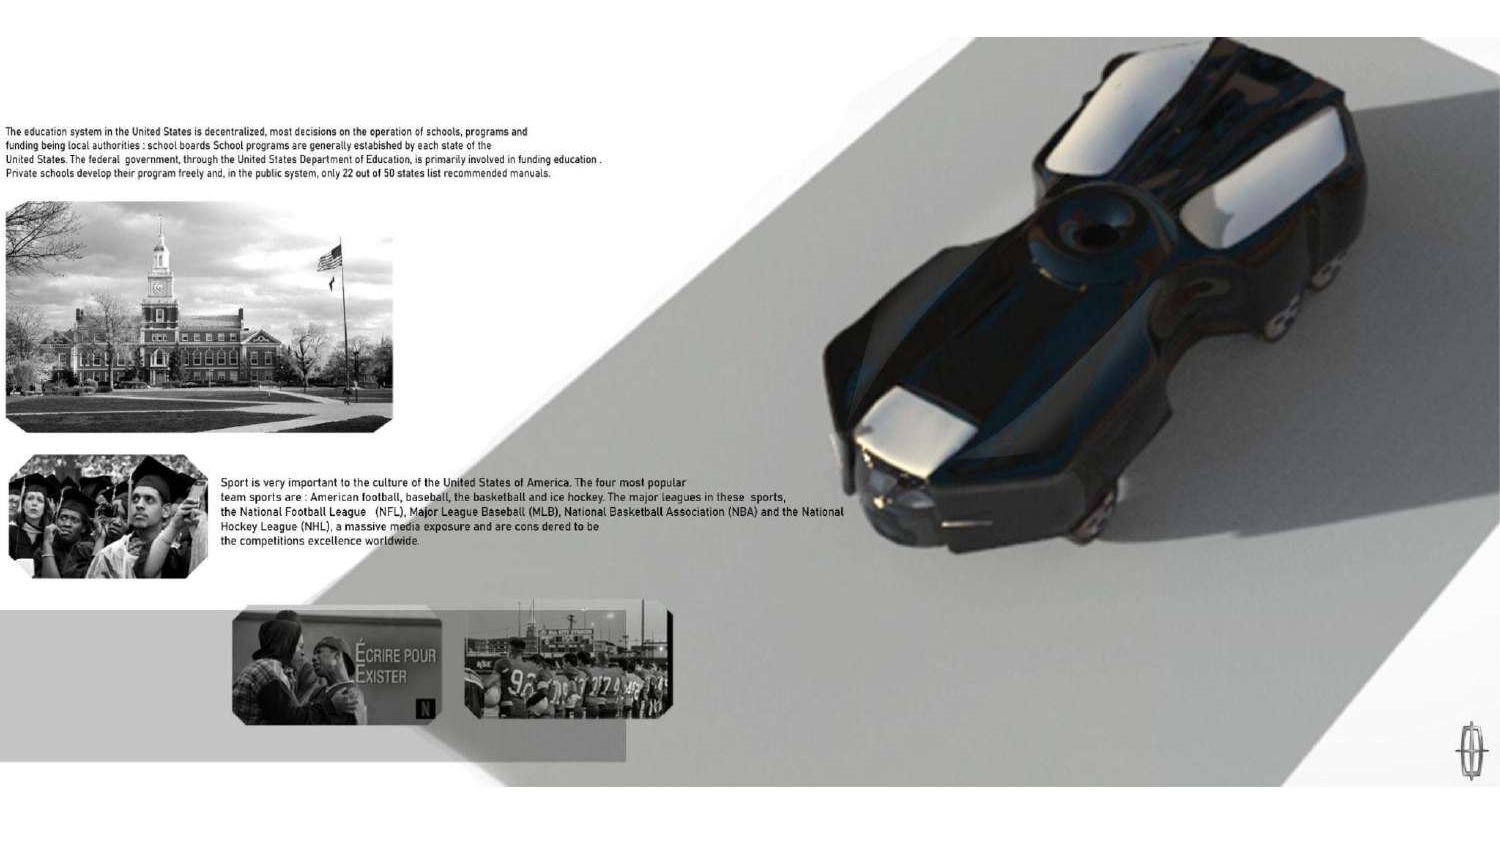 The education system in the United States is decentralized, most decisions on the operation of schools, programs and
funding being local authorities : school boards School programs are generally estabished by each state of the
United States. The federal government, through the United States Department of Education, is primarily involved in funding education .
Private schools develop their program freely and, in the public system, only 22 out of 50 states list recommended manuals.
Sport is very important to the culture of the United States of America. The four most popular
team sports are : American football, baseball, the basketball and ice hockey. The major leagues in these sports,
the National Football League (NFL), Major League Baseball (MLB), National Basketball Association (NBA) and the National
Hockey League (NHL), a massive media exposure and are cons dered to be
the competitions excellence worldwide.
ÉCRIRE POUR
EXISTER
N
92
74